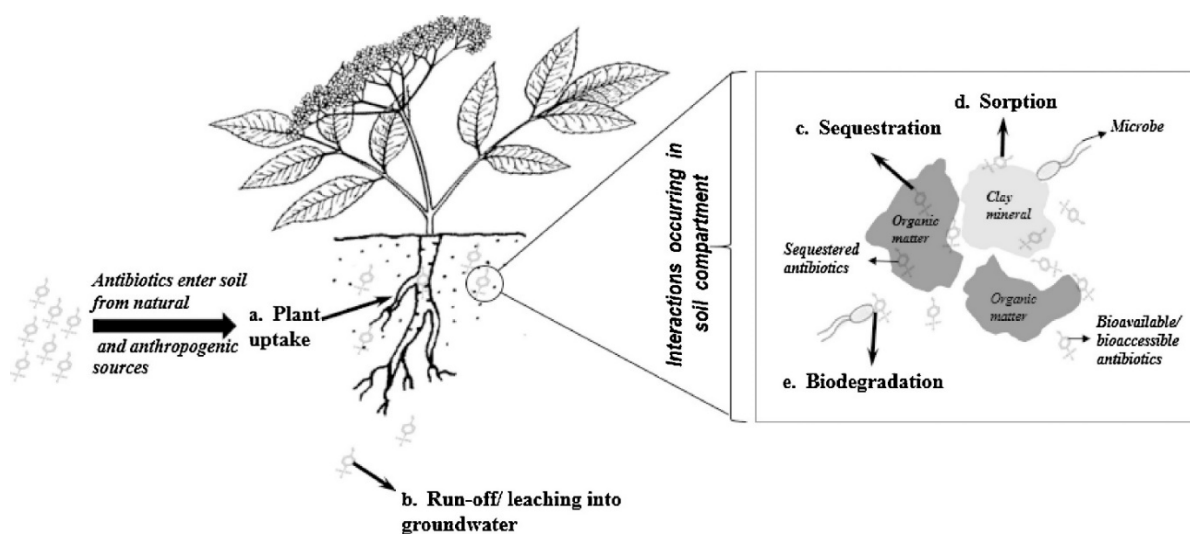 Antibiotics enter soil
from natural
and anthropogenic
sources
a. Plant
uptake
b. Run-off/ leaching into
groundwater
Interactions occurring in
soil compartment
c. Sequestration
d. Sorption
Microbe
Clay
mineral
Organic
matter
Sequestered
antibiotics
Organic
matter
Bioavailable/
bioaccessible
antibiotics
e. Biodegradation